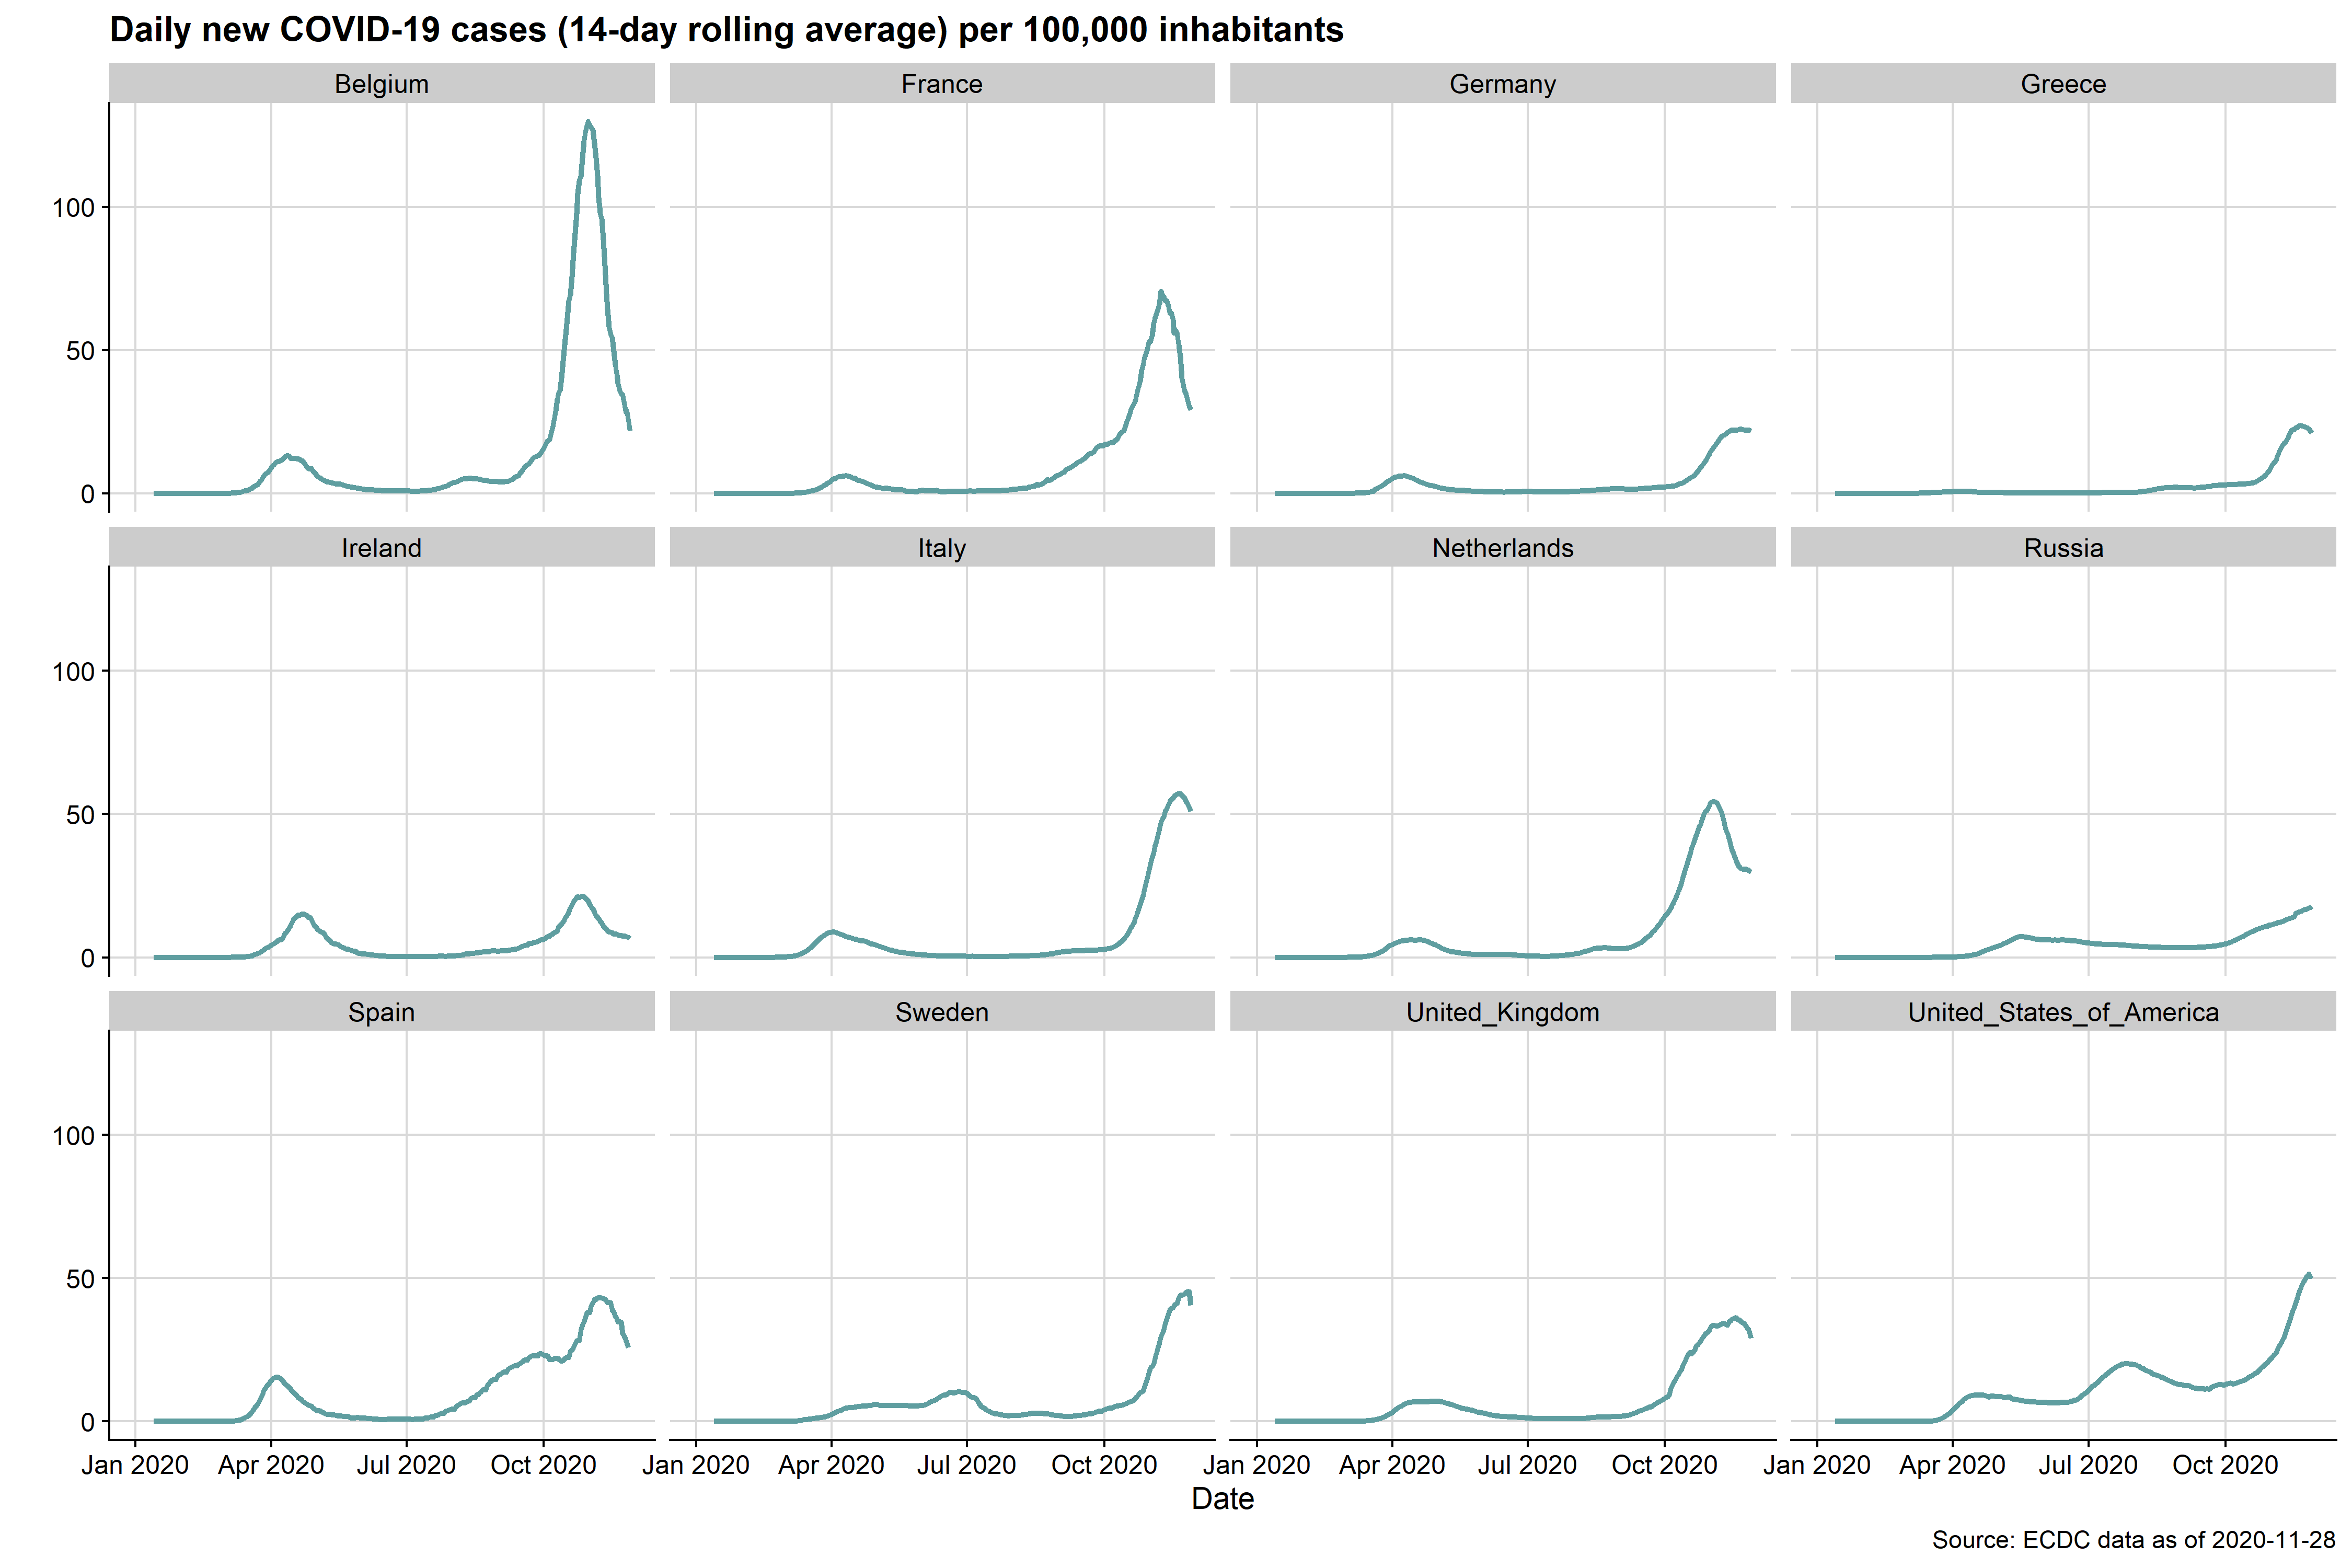 Daily new COVID-19 cases (14-day rolling average) per 100,000 inhabitants
Belgium France Germany Greece
100
50
0
Ireland Italy Netherlands Russia
100
50
0
Spain Sweden United_Kingdom United_States_of_America
100
50
0
Jan 2020 Apr 2020 Jul 2020 Oct 2020 Jan 2020 Apr 2020 Jul 2020 Oct 2020 Jan 2020 Apr 2020 Jul 2020 Oct 2020 Jan 2020 Apr 2020 Jul 2020 Oct 2020
Date
Source: ECDC data as of 2020-11-28